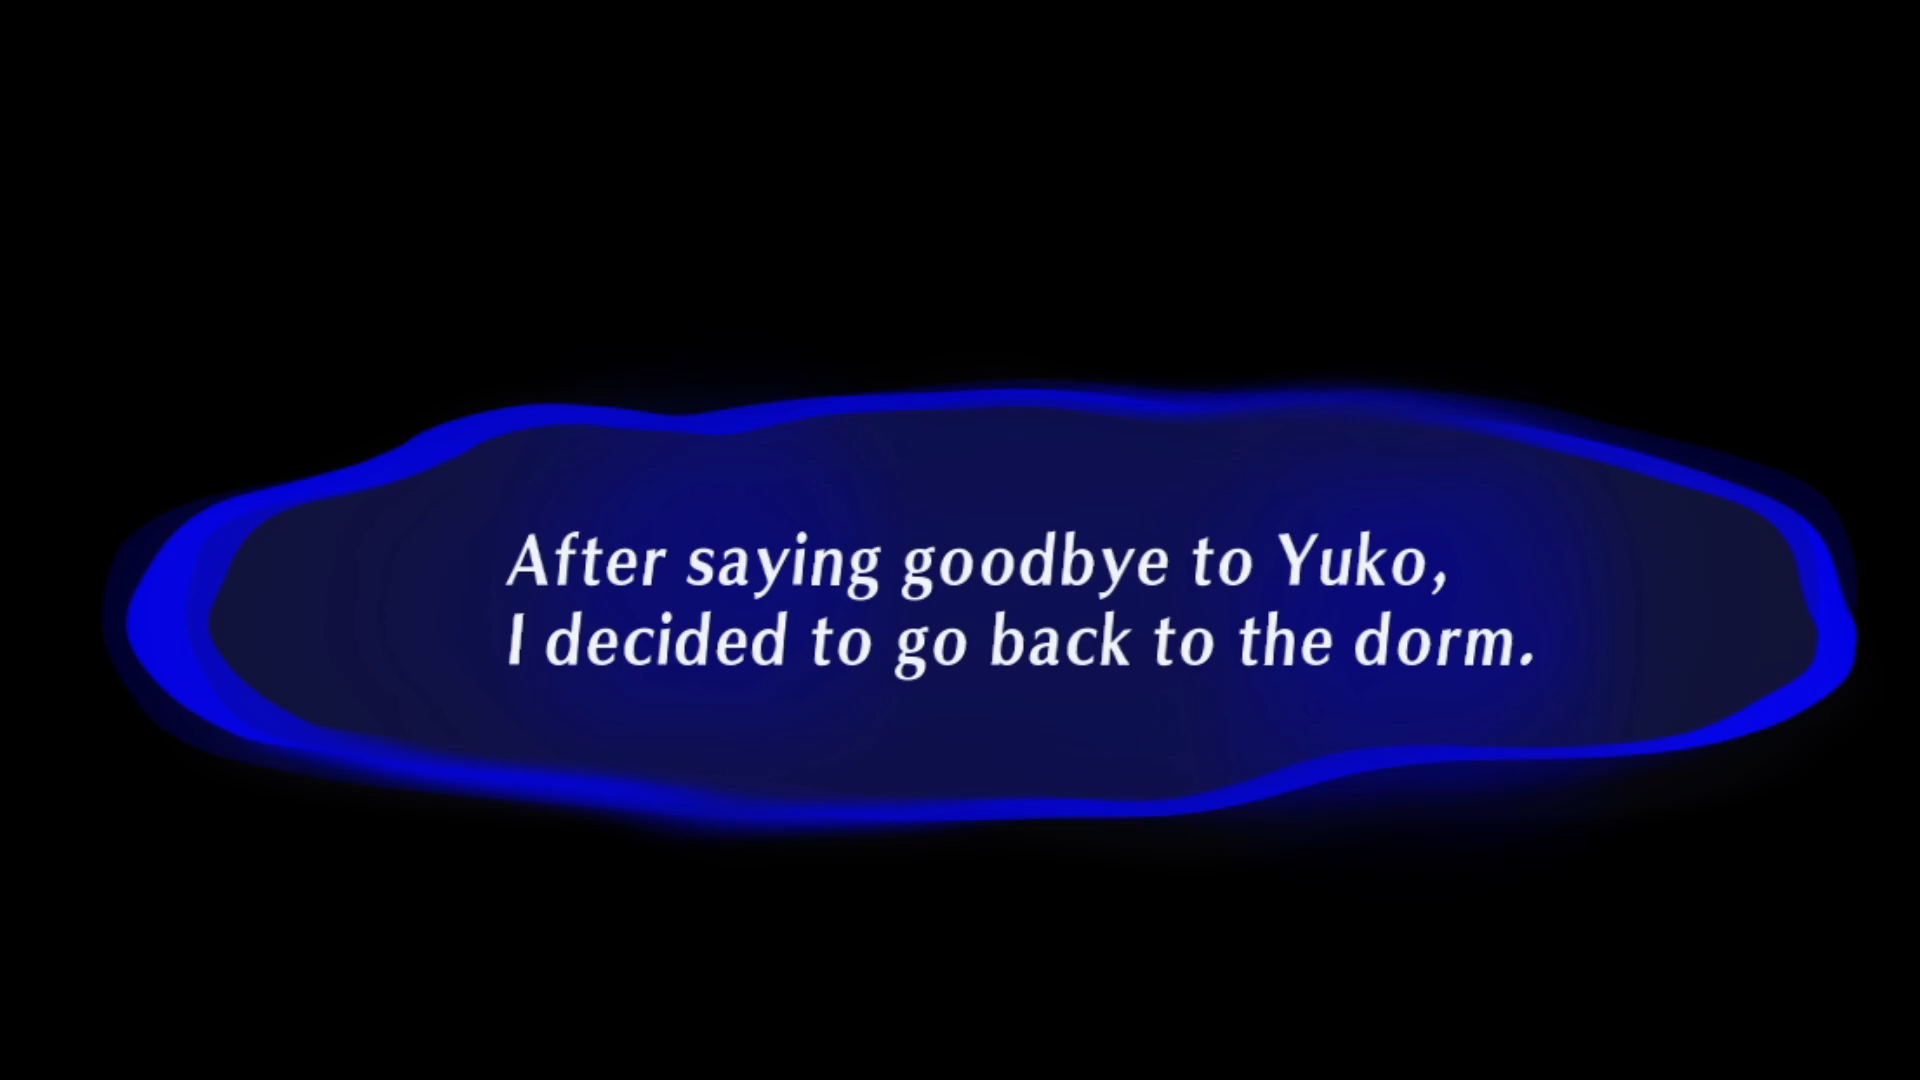 After saying goodbye to Yuko,
I decided to go back to the dorm.